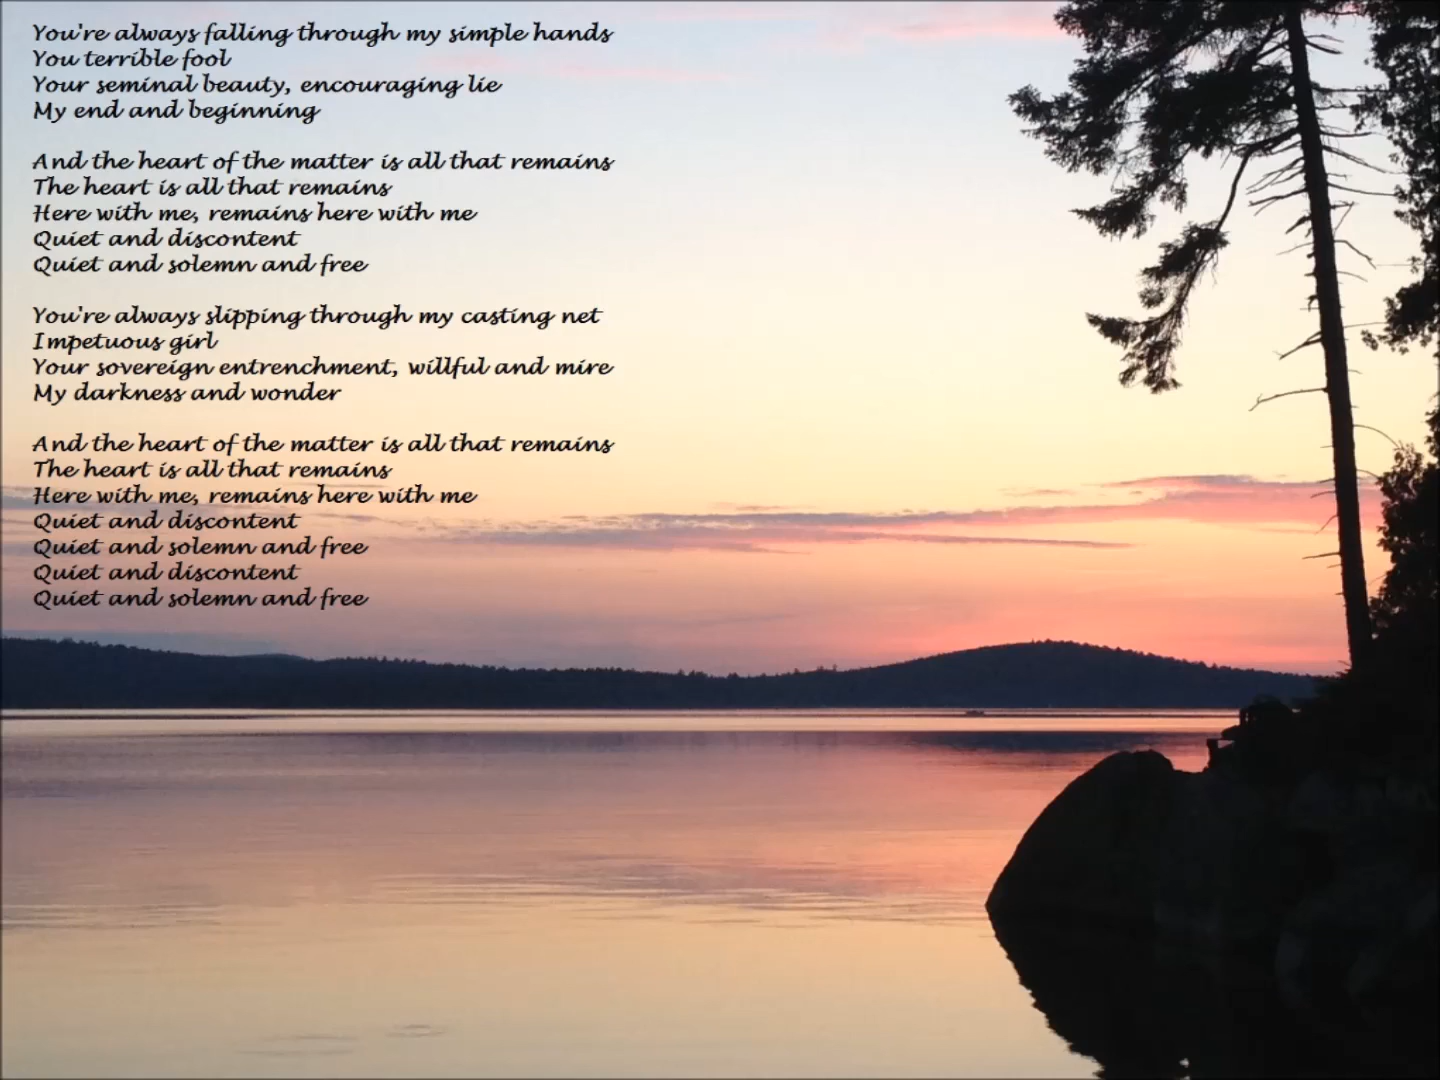 You're always falling through my simple hands
You terrible fool
Your seminal beauty, encouraging lie
My end and beginning
And the heart of the matter is all that remains
The heart is all that remains
Here with me, remains here with me
Quiet and discontent
Quiet and solemn and free
You're always slipping through my casting net
Impetuous girl
Your sovereign entrenchment, willful and mire
My darkness and wonder
And the heart of the matter is all that remains
The heart is all that remains
Here with me, remains here with me
Quiet and discontent
Quiet and solemn and free
Quiet and discontent
Quiet and solemn and free